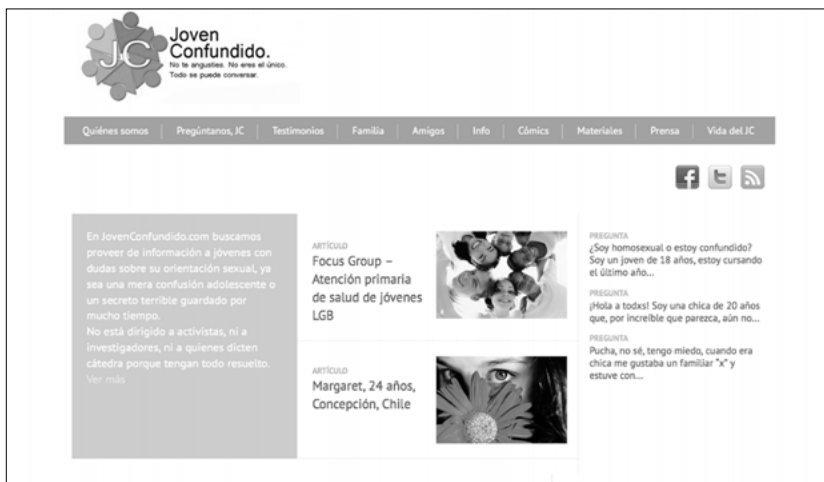 JC
Joven
Confundido.
No te angusties. No eres el único.
Todo se puede conversar.
Quiénes somos
Pregúntanos, JC
Testimonios
Familia
Amigos
Info
Cómics
Materiales
Prensa
Vida del JC
En JovenConfundido.com buscamos
proveer de información a jóvenes con
dudas sobre su orientación sexual, ya
sea una mera confusión adolescente o
un secreto terrible guardado por
mucho tiempo.
No está dirigido a activistas, ni a
investigadores, ni a quienes dicten
cátedra porque tengan todo resuelto.
Ver más
ARTÍCULO
Focus Group –
Atención primaria
de salud de jóvenes
LGB
ARTÍCULO
Margaret, 24 años,
Concepción, Chile
PREGUNTA
¿Soy homosexual o estoy confundido?
Soy un joven de 18 años, estoy cursando
el último año...
PREGUNTA
¡Hola a todxs! Soy una chica de 20 años
que, por increíble que parezca, aún no...
PREGUNTA
Pucha, no sé, tengo miedo, cuando era
chica me gustaba un familiar "x" y
estuve con...